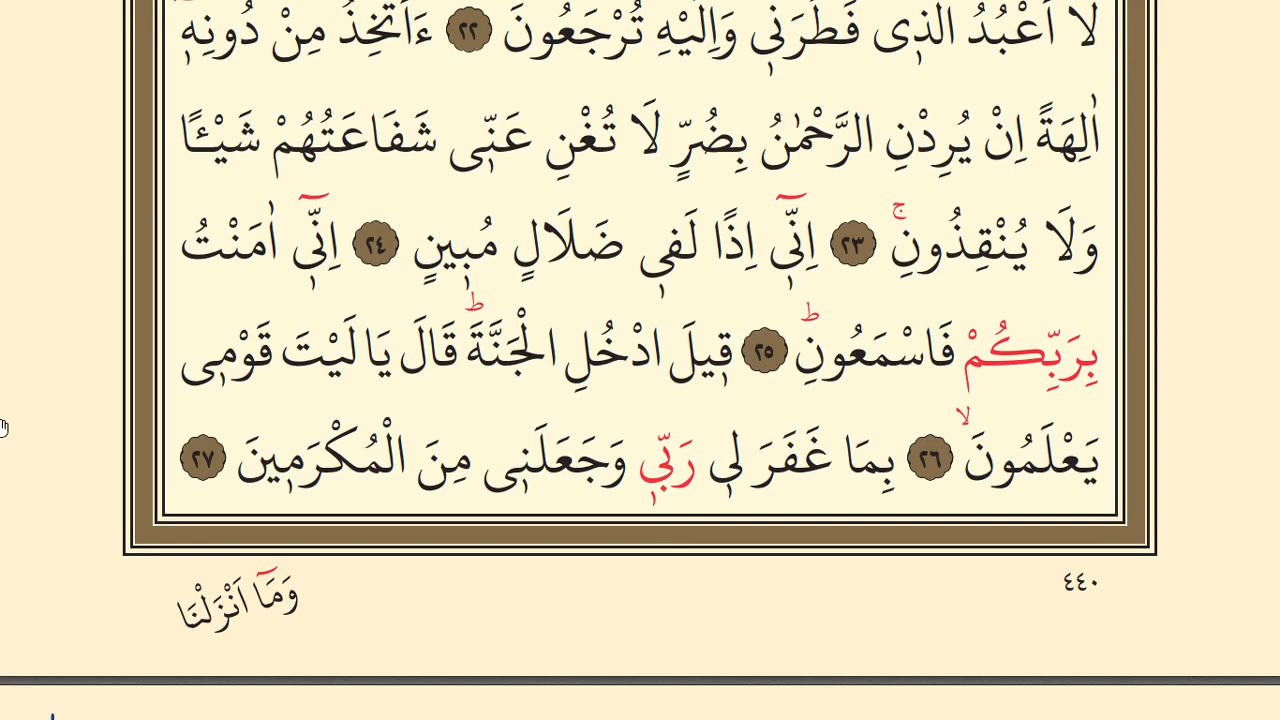 لَا اَعْبُدُ الَّذ۪ى فَطَرَن۪ى وَاِلَيْهِ تُرْجَعُونَ ٢٢ ءَاَتَّخِذُ مِنْ دُونِه۪
اٰلِهَةً اِنْ يُرِدْنِ الرَّحْمٰنُ بِضُرٍّ لَا تُغْنِ عَنّ۪ى شَفَاعَتُهُمْ شَيْـًٔا
وَلَا يُنْقِذُونِۚ ٢٣ اِنّ۪ٓى اِذًا لَف۪ى ضَلَالٍ مُب۪ينٍ ٢٤ اِنّ۪ٓى اٰمَنْتُ
بِرَبِّكُمْ فَاسْمَعُونِۜ ٢٥ ق۪يلَ ادْخُلِ الْجَنَّةَۜ قَالَ يَا لَيْتَ قَوْم۪ى
يَعْلَمُونَۙ ٢٦ بِمَا غَفَرَ ل۪ى رَبّ۪ى وَجَعَلَن۪ى مِنَ الْمُكْرَم۪ينَ ٢٧
٤٤٠
وَمَٓا اَنْزَلْنَا